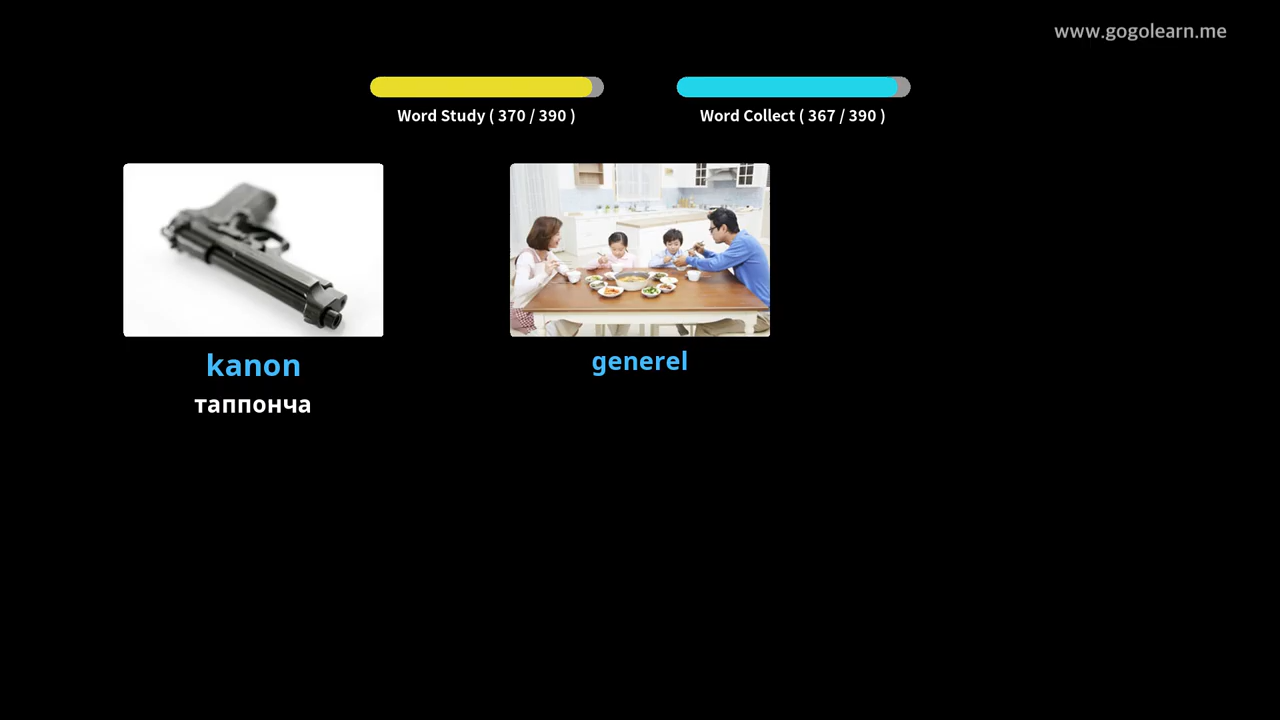 www.gogolearn.me
Word Study ( 370 / 390 )
Word Collect ( 367 / 390 )
kanon
таппонча
generel